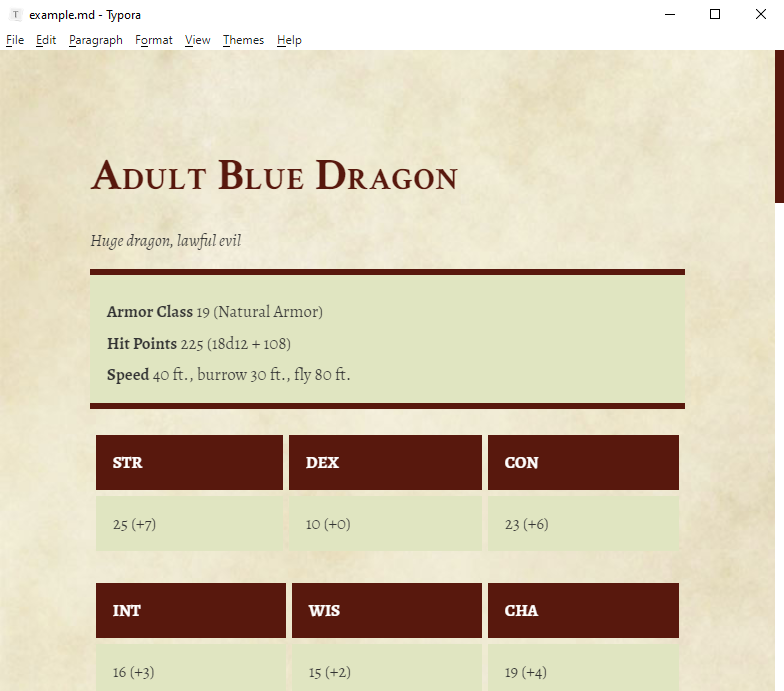 T example.md - Typora
File Edit Paragraph Format View Themes Help
Adult Blue Dragon
Huge dragon, lawful evil
Armor Class 19 (Natural Armor)
Hit Points 225 (18d12 + 108)
Speed 40 ft., burrow 30 ft., fly 80 ft.
STR DEX CON
25 (+7) 10 (+0) 23 (+6)
INT WIS CHA
16 (+3) 15 (+2) 19 (+4)